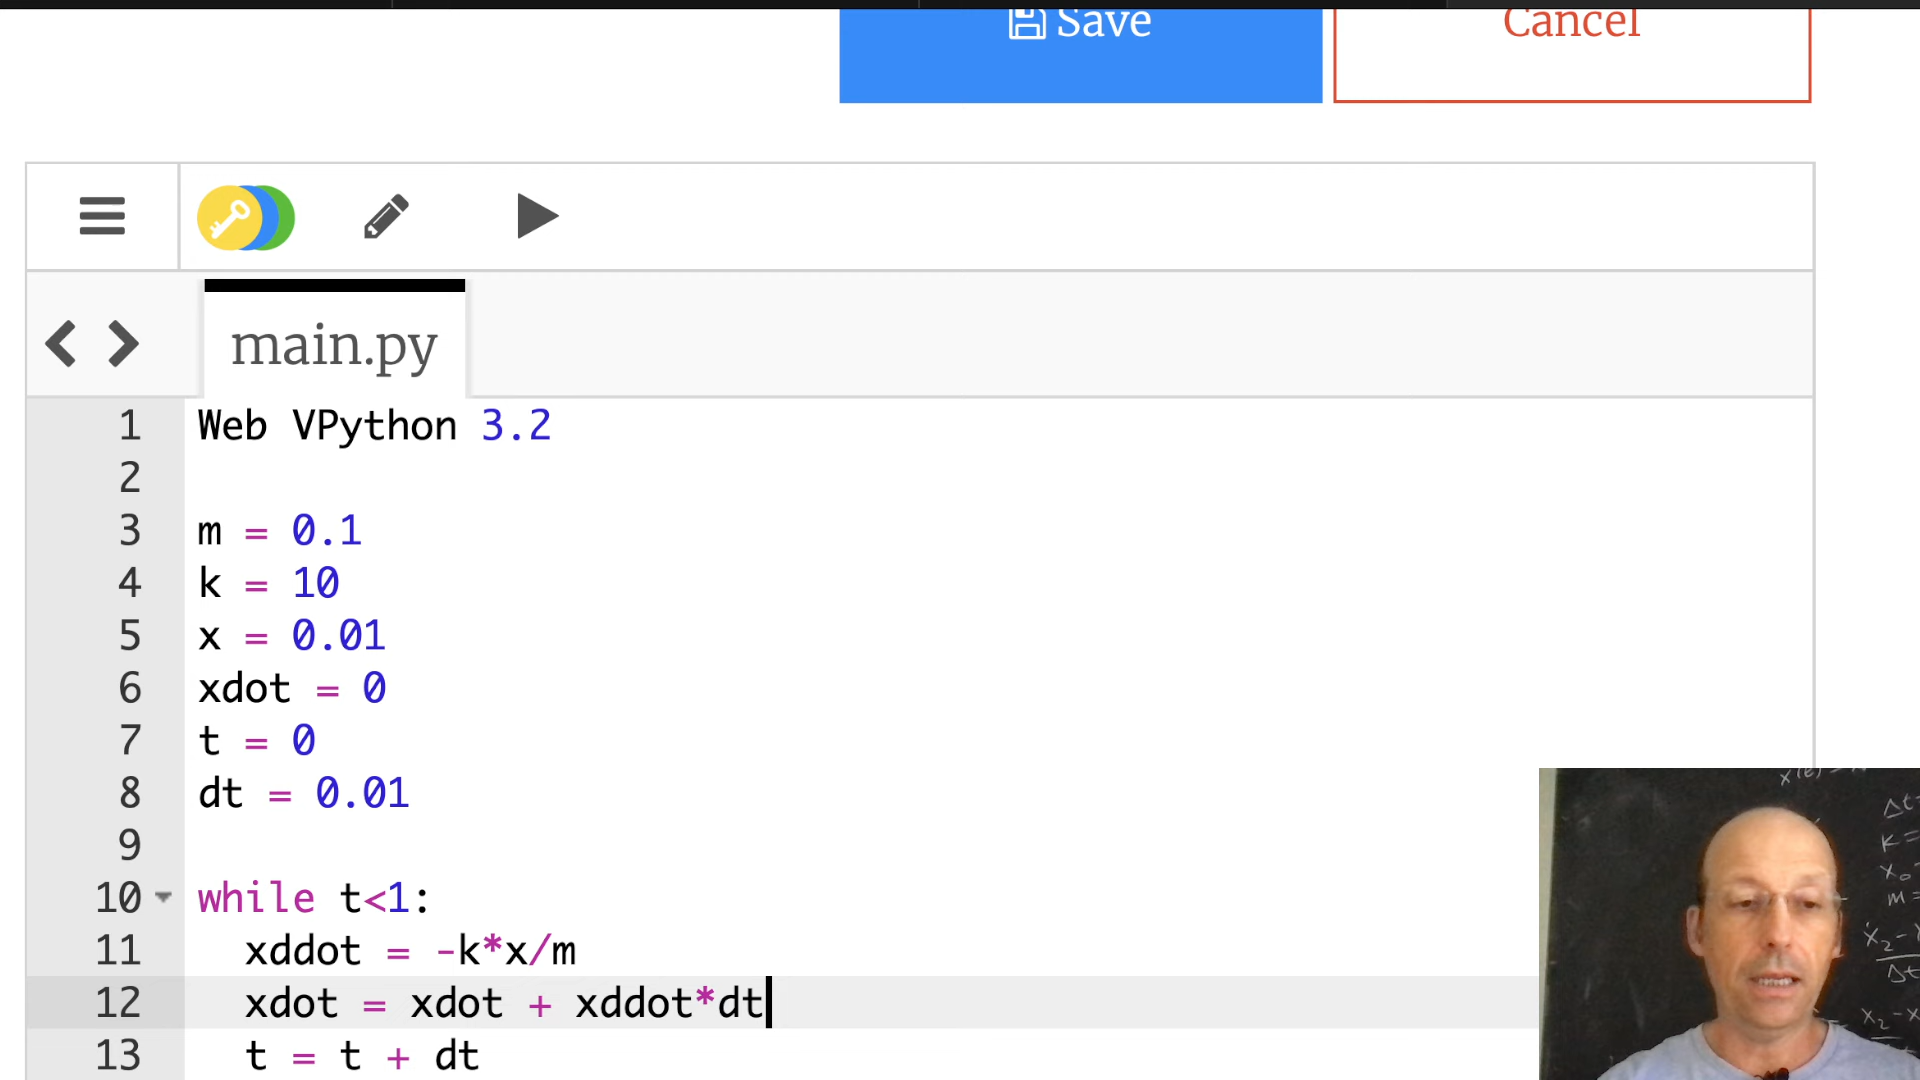 Save
Cancel
main.py
1 Web VPython 3.2
2
3 m = 0.1
4 k = 10
5 x = 0.01
6 xdot = 0
7 t = 0
8 dt = 0.01
9
10 while t<1:
11 xddot = -k*x/m
12 xdot = xdot + xddot*dt
13 t = t + dt
Δt
k =
x₀
m =